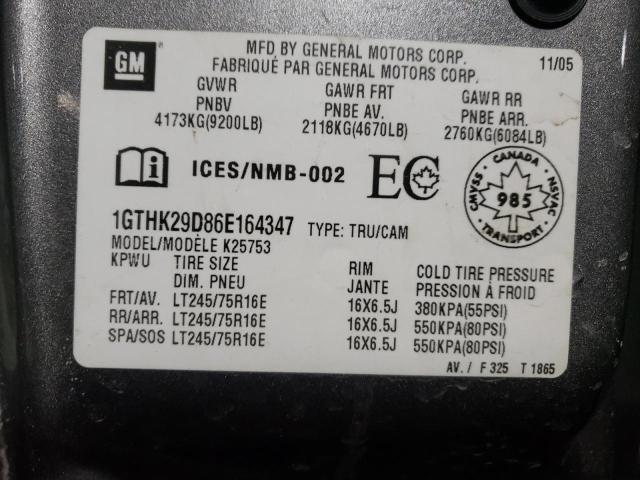 GM
MFD BY GENERAL MOTORS CORP. 11/05
FABRIQUÉ PAR GENERAL MOTORS CORP.
GVWR GAWR FRT GAWR RR
PNBV PNBE AV. PNBE ARR.
4173KG(9200LB) 2118KG(4670LB) 2760KG(6084LB)
i ICES/NMB-002 EC
CANADA
CMVSS NSVAC
985
TRANSPORT
1GTHK29D86E164347 TYPE: TRU/CAM
MODEL/MODÈLE K25753
KPWU TIRE SIZE RIM COLD TIRE PRESSURE
DIM. PNEU JANTE PRESSION À FROID
FRT/AV. LT245/75R16E 16X6.5J 380KPA(55PSI)
RR/ARR. LT245/75R16E 16X6.5J 550KPA(80PSI)
SPA/SOS LT245/75R16E 16X6.5J 550KPA(80PSI)
AV. / F 325 T 1865